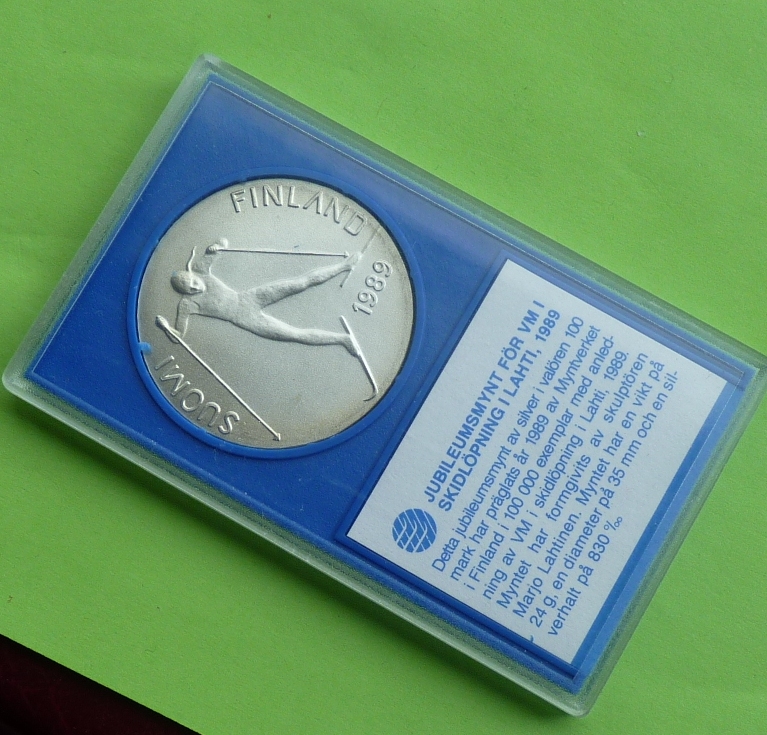 FINLAND
1989
SUOMI
JUBILEUMSMYNT FÖR VM I
SKIDLÖPNING I LAHTI, 1989
Detta jubileumsmynt av silver i valören 100
mark har präglats år 1989 av Myntverket
i Finland i 100 000 exemplar med anled-
ning av VM i skidlöpning i Lahti, 1989.
Myntet har formgivits av skulptören
Marjo Lahtinen. Myntet har en vikt på
24 g, en diameter på 35 mm och en sil-
verhalt på 830 ‰